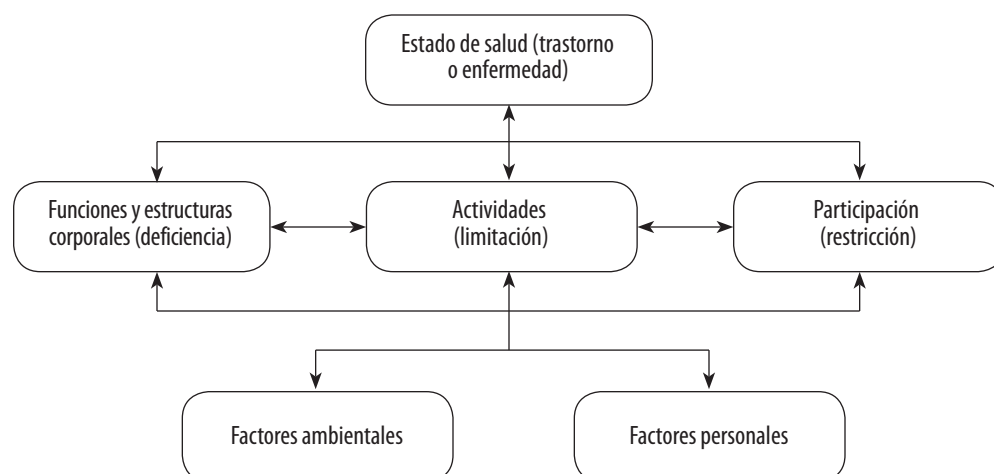 Estado de salud (trastorno
o enfermedad)
Funciones y estructuras
corporales (deficiencia)
Actividades
(limitación)
Participación
(restricción)
Factores ambientales
Factores personales